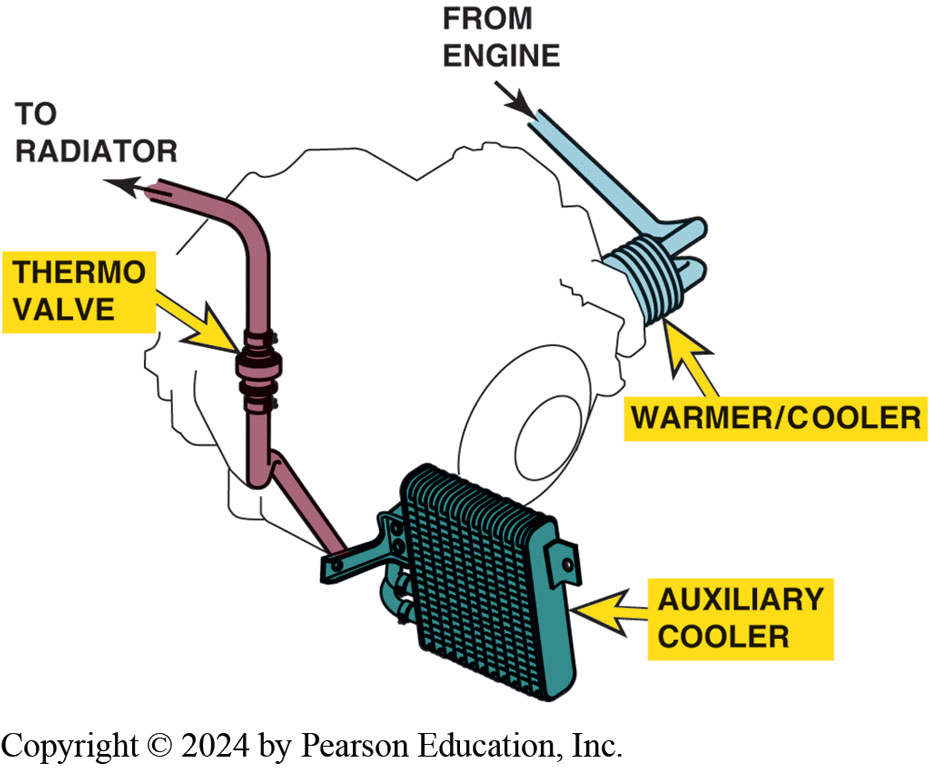 FROM
ENGINE
TO
RADIATOR
THERMO
VALVE
WARMER/COOLER
AUXILIARY
COOLER
Copyright © 2024 by Pearson Education, Inc.